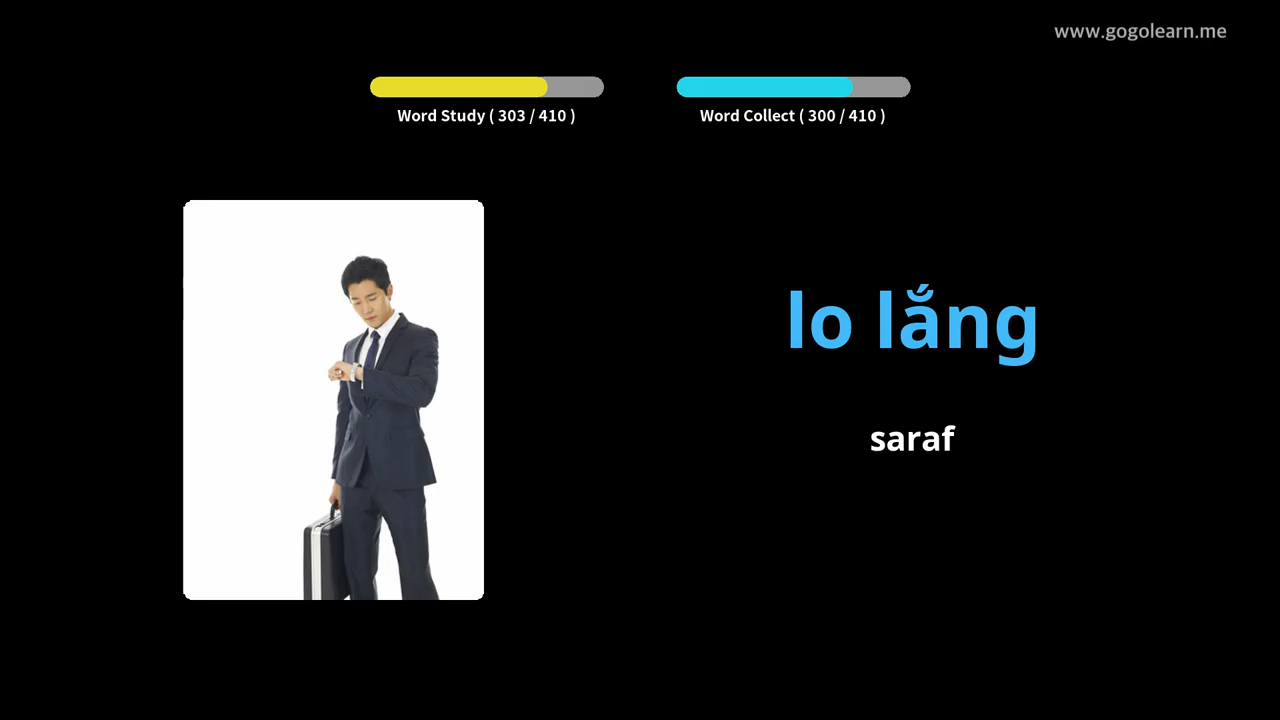 www.gogolearn.me
Word Study ( 303 / 410 )
Word Collect ( 300 / 410 )
lo lắng
saraf